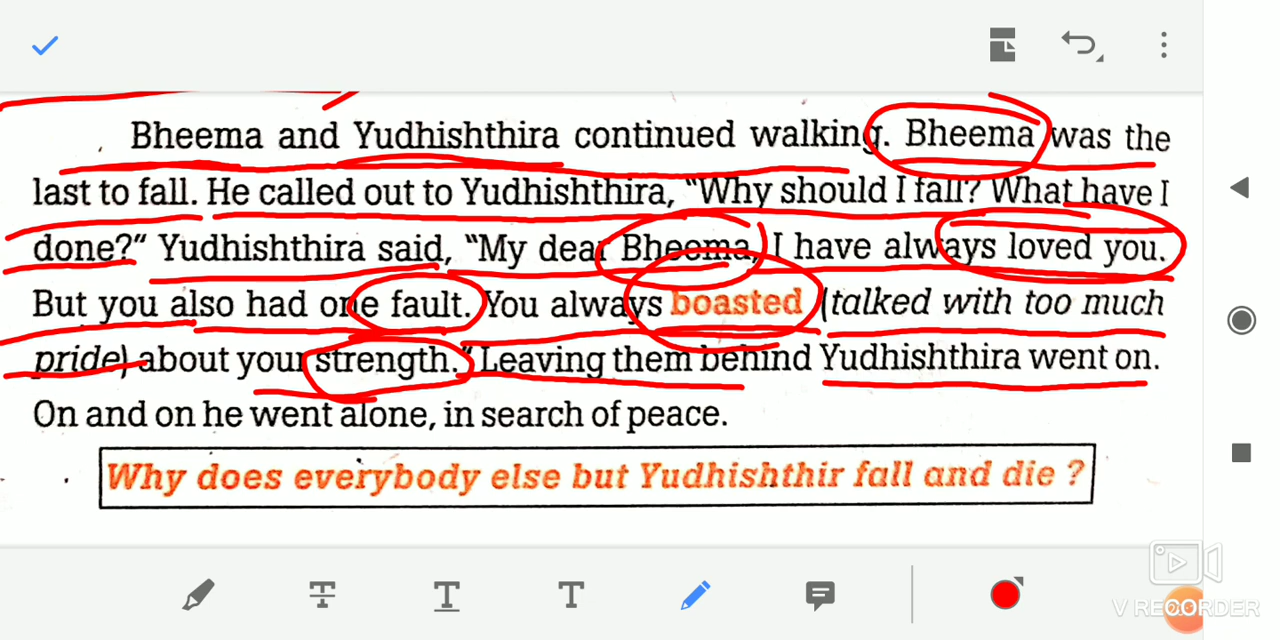 Bheema and Yudhishthira continued walking. Bheema was the
last to fall. He called out to Yudhishthira, "Why should I fall? What have I
done?" Yudhishthira said, "My dear Bheema, I have always loved you.
But you also had one fault. You always boasted (talked with too much
pride) about your strength." Leaving them behind Yudhishthira went on.
On and on he went alone, in search of peace.
Why does everybody else but Yudhishthir fall and die ?
T T T
V RECORDER